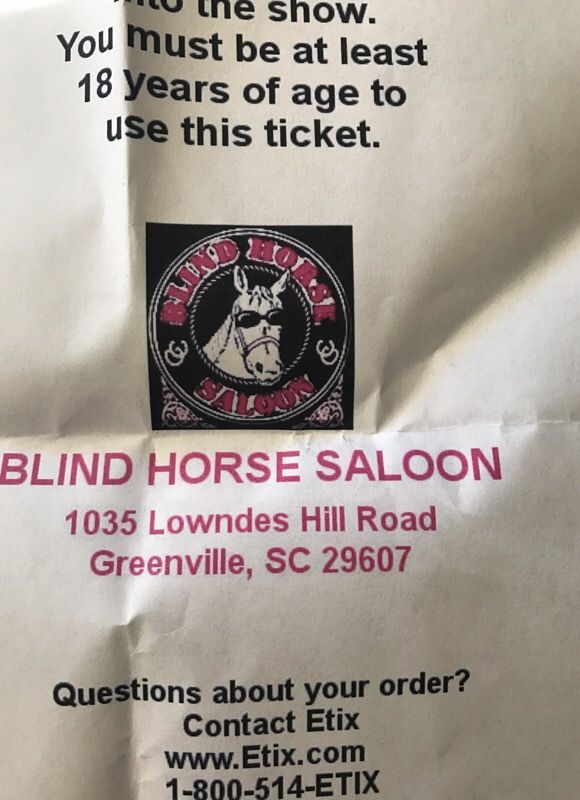 into the show.
You must be at least
18 years of age to
use this ticket.
BLIND HORSE
SALOON
BLIND HORSE SALOON
1035 Lowndes Hill Road
Greenville, SC 29607
Questions about your order?
Contact Etix
www.Etix.com
1-800-514-ETIX